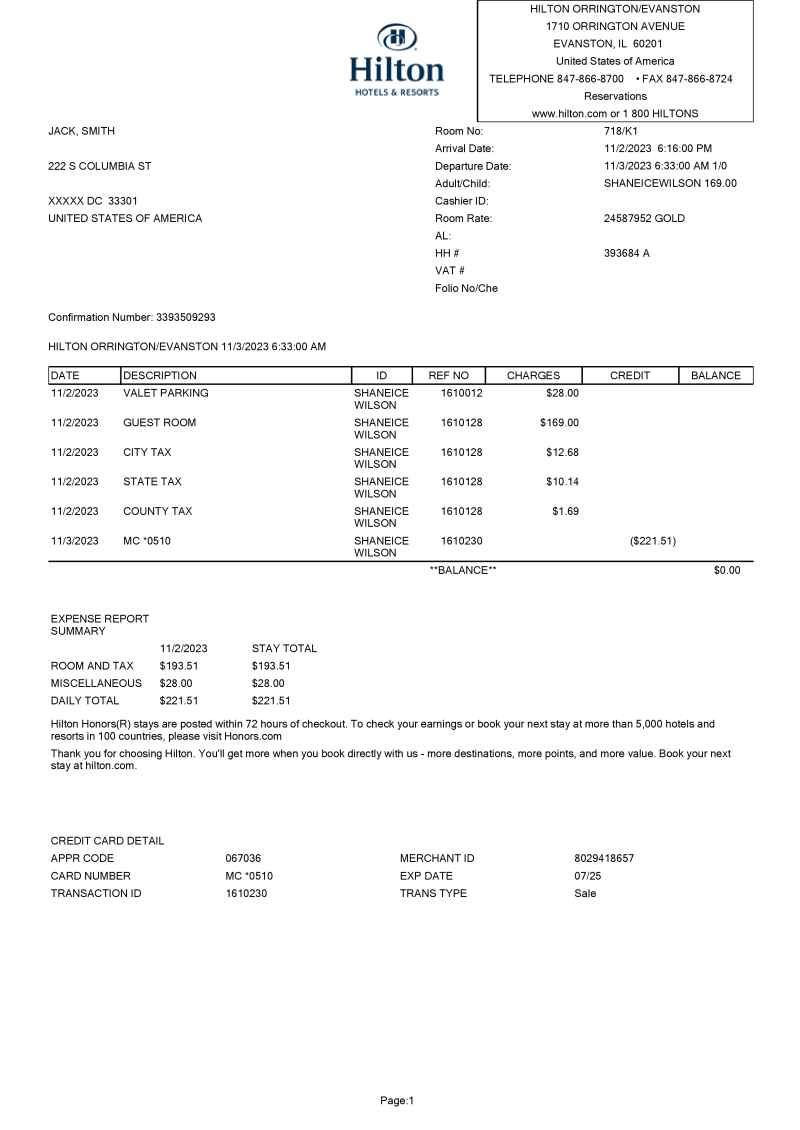 HILTON ORRINGTON/EVANSTON
1710 ORRINGTON AVENUE
EVANSTON, IL 60201
United States of America
TELEPHONE 847-866-8700 • FAX 847-866-8724
Reservations
www.hilton.com or 1 800 HILTONS
Hilton
HOTELS & RESORTS
JACK, SMITH
222 S COLUMBIA ST
XXXXX DC 33301
UNITED STATES OF AMERICA
Room No: 718/K1
Arrival Date: 11/2/2023 6:16:00 PM
Departure Date: 11/3/2023 6:33:00 AM 1/0
Adult/Child: SHANEICEWILSON 169.00
Cashier ID:
Room Rate: 24587952 GOLD
AL:
HH # 393684 A
VAT #
Folio No/Che
Confirmation Number: 3393509293
HILTON ORRINGTON/EVANSTON 11/3/2023 6:33:00 AM
DATE DESCRIPTION ID REF NO CHARGES CREDIT BALANCE
11/2/2023 VALET PARKING SHANEICE 1610012 $28.00
WILSON
11/2/2023 GUEST ROOM SHANEICE 1610128 $169.00
WILSON
11/2/2023 CITY TAX SHANEICE 1610128 $12.68
WILSON
11/2/2023 STATE TAX SHANEICE 1610128 $10.14
WILSON
11/2/2023 COUNTY TAX SHANEICE 1610128 $1.69
WILSON
11/3/2023 MC *0510 SHANEICE 1610230 ($221.51)
WILSON
**BALANCE** $0.00
EXPENSE REPORT
SUMMARY
11/2/2023 STAY TOTAL
ROOM AND TAX $193.51 $193.51
MISCELLANEOUS $28.00 $28.00
DAILY TOTAL $221.51 $221.51
Hilton Honors(R) stays are posted within 72 hours of checkout. To check your earnings or book your next stay at more than 5,000 hotels and
resorts in 100 countries, please visit Honors.com
Thank you for choosing Hilton. You'll get more when you book directly with us - more destinations, more points, and more value. Book your next
stay at hilton.com.
CREDIT CARD DETAIL
APPR CODE 067036 MERCHANT ID 8029418657
CARD NUMBER MC *0510 EXP DATE 07/25
TRANSACTION ID 1610230 TRANS TYPE Sale
Page:1